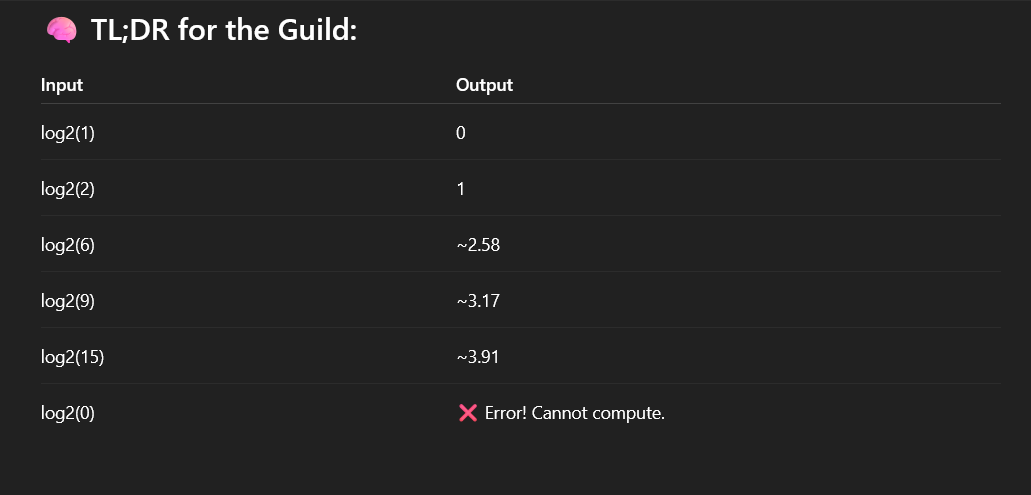 🧠 TL;DR for the Guild:
Input Output
log2(1) 0
log2(2) 1
log2(6) ~2.58
log2(9) ~3.17
log2(15) ~3.91
log2(0) ❌ Error! Cannot compute.